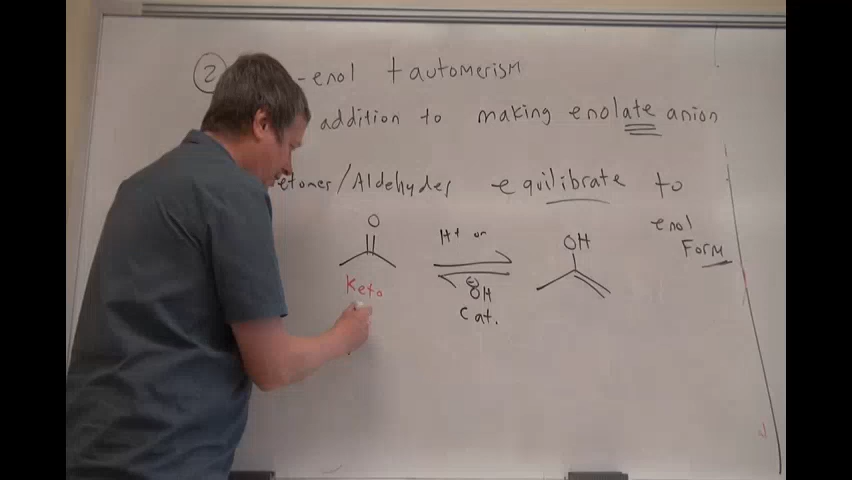 2 -enol tautomerism
addition to making enolate anion
etones/Aldehydes equilibrate to
enol
Form
O
H+ or
OH
Keto
⊖OH
cat.